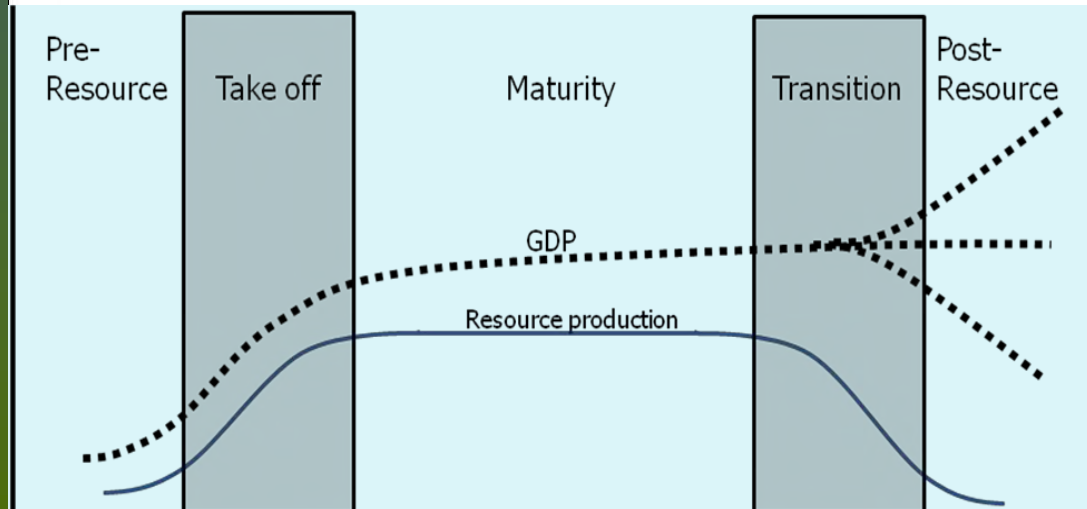 Pre-
Resource
Take off
Maturity
Transition
Post-
Resource
GDP
Resource production